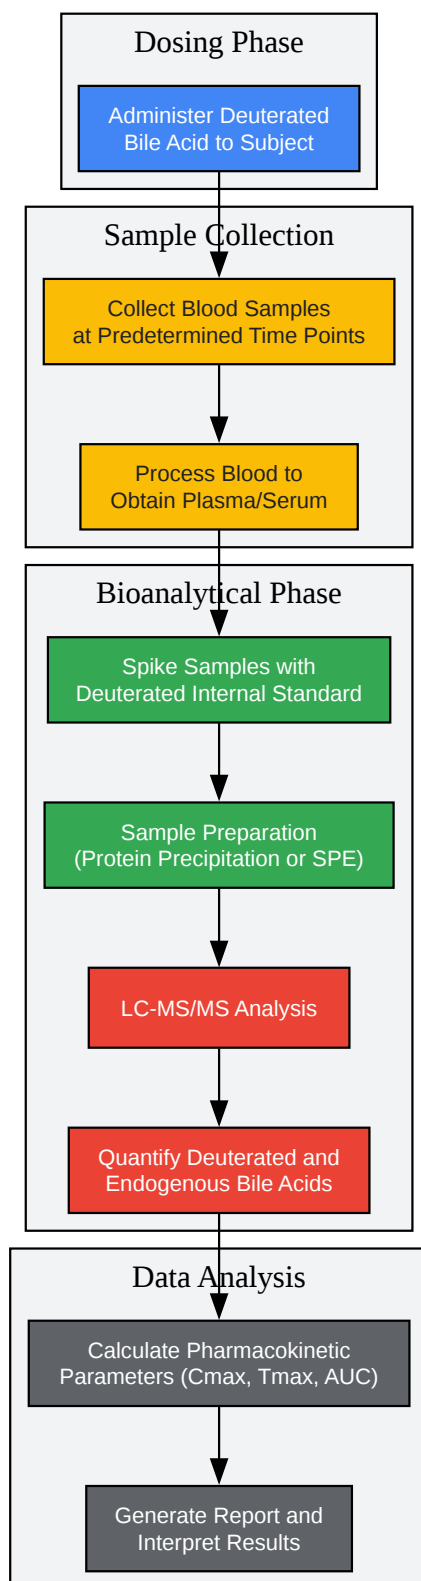 Dosing Phase
Administer Deuterated
Bile Acid to Subject
Sample Collection
Collect Blood Samples
at Predetermined Time Points
Process Blood to
Obtain Plasma/Serum
Bioanalytical Phase
Spike Samples with
Deuterated Internal Standard
Sample Preparation
(Protein Precipitation or SPE)
LC-MS/MS Analysis
Quantify Deuterated and
Endogenous Bile Acids
Data Analysis
Calculate Pharmacokinetic
Parameters (Cmax, Tmax, AUC)
Generate Report and
Interpret Results